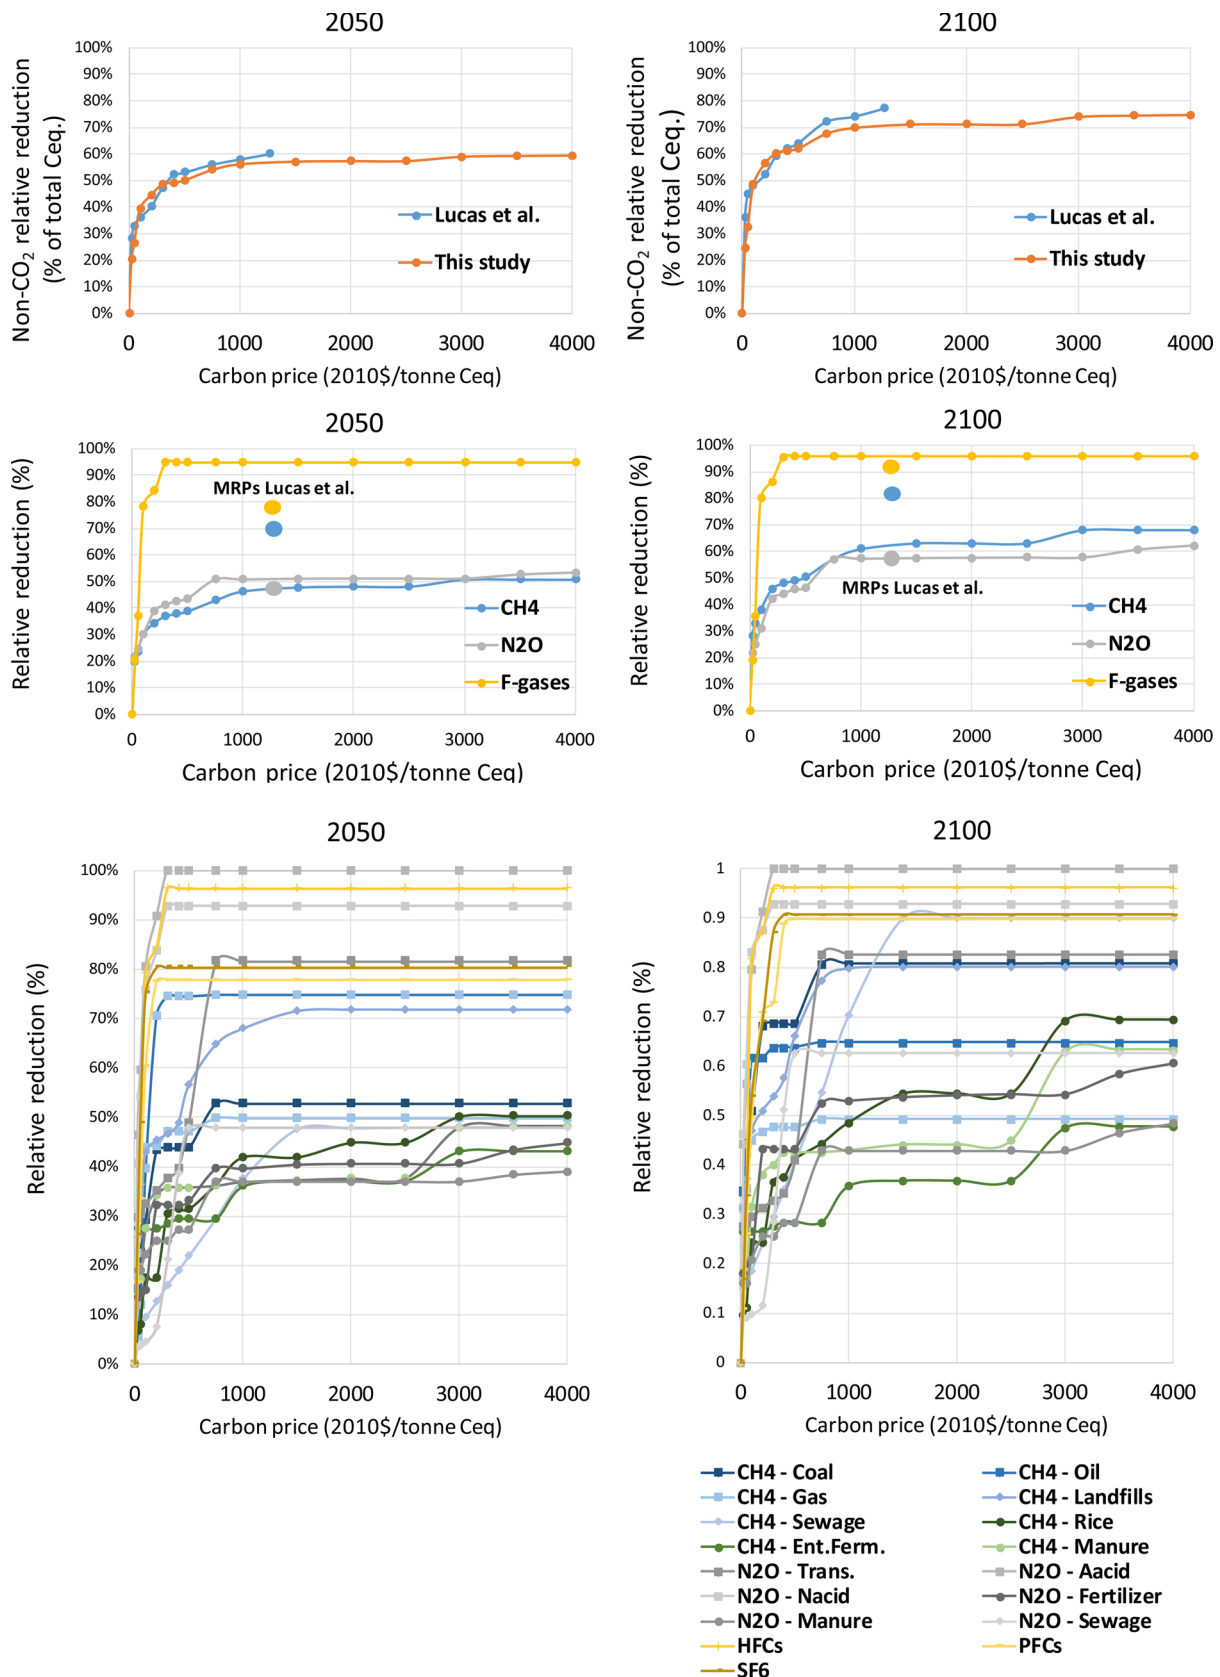 2050
2100
100%
90%
80%
70%
60%
50%
40%
30%
20%
10%
0%
Non-CO₂ relative reduction
(% of total Ceq.)
Lucas et al.
This study
0 1000 2000 3000 4000
Carbon price (2010$/tonne Ceq)
100%
90%
80%
70%
60%
50%
40%
30%
20%
10%
0%
Non-CO₂ relative reduction
(% of total Ceq.)
Lucas et al.
This study
0 1000 2000 3000 4000
Carbon price (2010$/tonne Ceq)
2050
2100
100%
90%
80%
70%
60%
50%
40%
30%
20%
10%
0%
Relative reduction (%)
MRPs Lucas et al.
CH4
N2O
F-gases
0 1000 2000 3000 4000
Carbon price (2010$/tonne Ceq)
100%
90%
80%
70%
60%
50%
40%
30%
20%
10%
0%
Relative reduction (%)
MRPs Lucas et al.
CH4
N2O
F-gases
0 1000 2000 3000 4000
Carbon price (2010$/tonne Ceq)
2050
2100
100%
90%
80%
70%
60%
50%
40%
30%
20%
10%
0%
Relative reduction (%)
0 1000 2000 3000 4000
Carbon price (2010$/tonne Ceq)
1
0.9
0.8
0.7
0.6
0.5
0.4
0.3
0.2
0.1
0
Relative reduction (%)
0 1000 2000 3000 4000
Carbon price (2010$/tonne Ceq)
CH4 - Coal
CH4 - Oil
CH4 - Gas
CH4 - Landfills
CH4 - Sewage
CH4 - Rice
CH4 - Ent.Ferm.
CH4 - Manure
N2O - Trans.
N2O - Aacid
N2O - Nacid
N2O - Fertilizer
N2O - Manure
N2O - Sewage
HFCs
PFCs
SF6